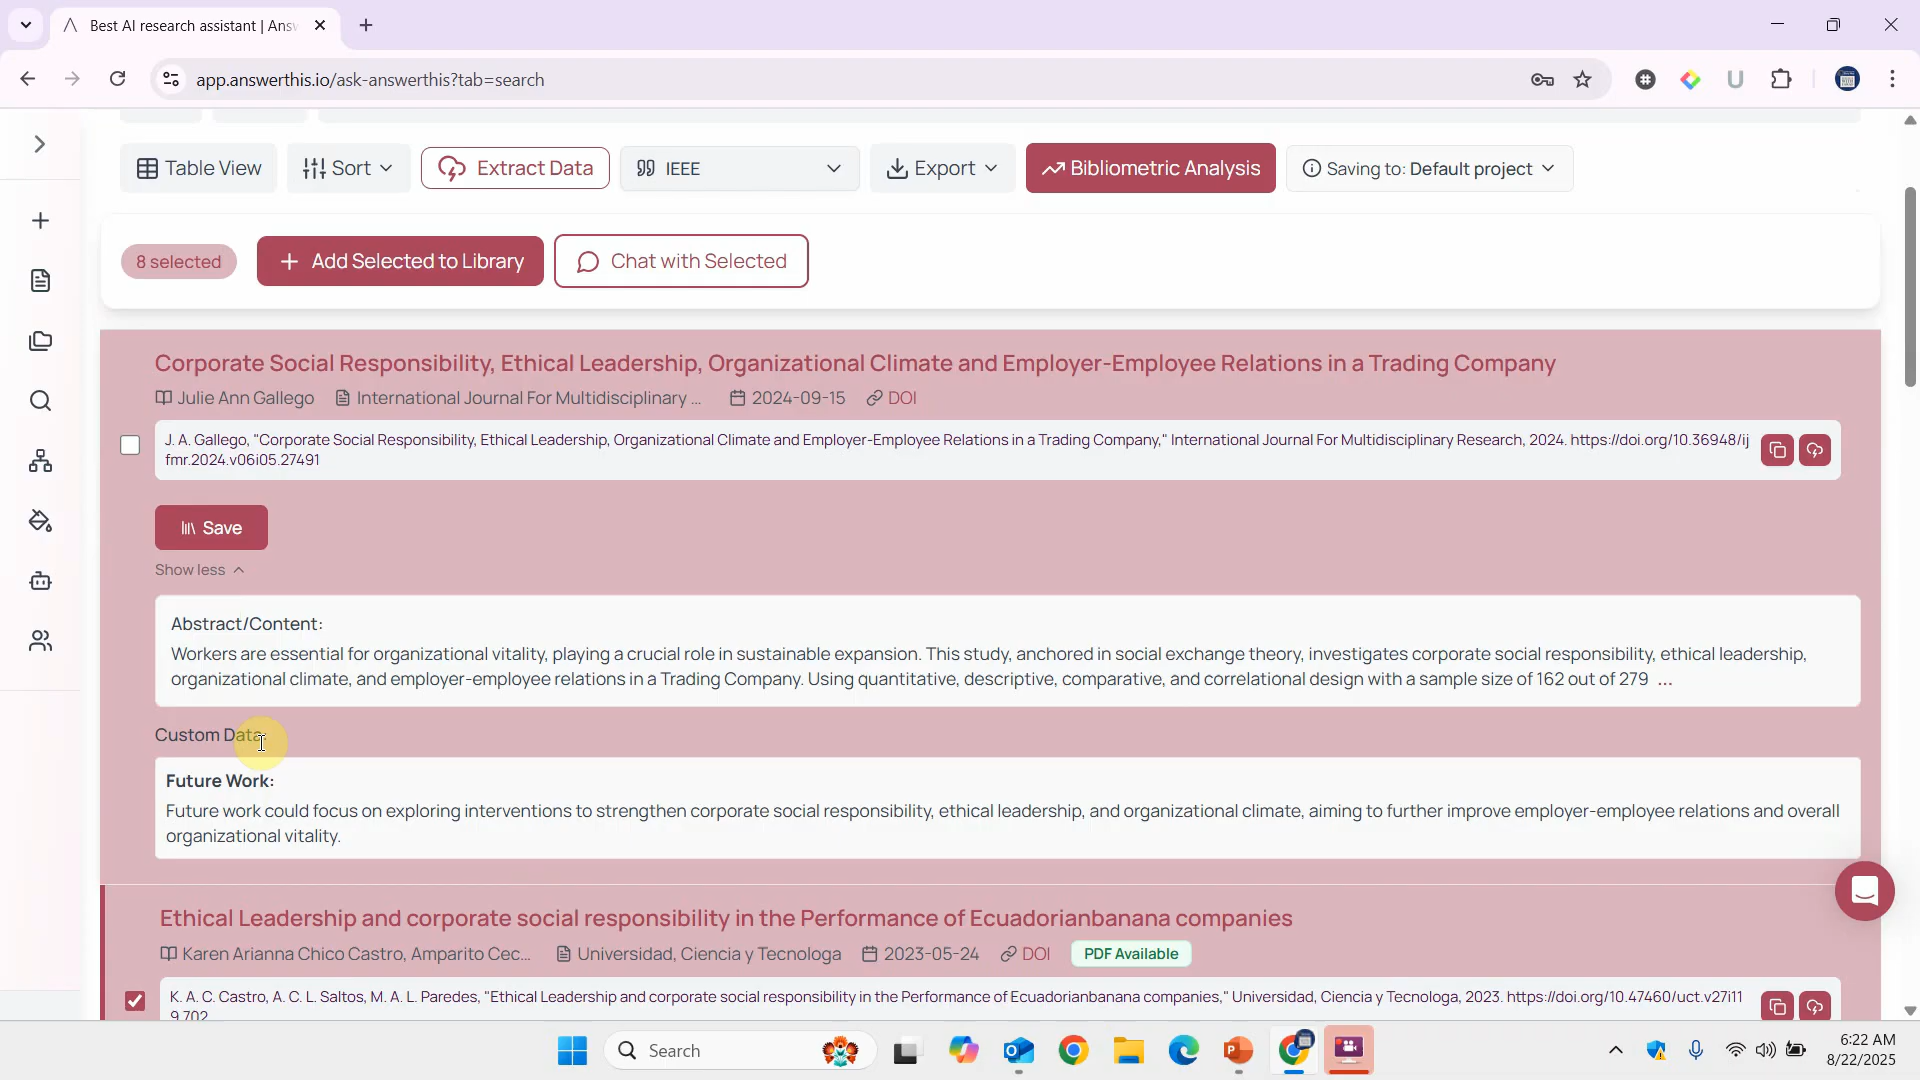 Best AI research assistant | Ans
app.answerthis.io/ask-answerthis?tab=search
Table View
Sort
Extract Data
IEEE
Export
Bibliometric Analysis
Saving to: Default project
8 selected
Add Selected to Library
Chat with Selected
Corporate Social Responsibility, Ethical Leadership, Organizational Climate and Employer-Employee Relations in a Trading Company
Julie Ann Gallego
International Journal For Multidisciplinary ...
2024-09-15
DOI
J. A. Gallego, "Corporate Social Responsibility, Ethical Leadership, Organizational Climate and Employer-Employee Relations in a Trading Company," International Journal For Multidisciplinary Research, 2024. https://doi.org/10.36948/ij
fmr.2024.v06i05.27491
Save
Show less
Abstract/Content:
Workers are essential for organizational vitality, playing a crucial role in sustainable expansion. This study, anchored in social exchange theory, investigates corporate social responsibility, ethical leadership,
organizational climate, and employer-employee relations in a Trading Company. Using quantitative, descriptive, comparative, and correlational design with a sample size of 162 out of 279 ...
Custom Data:
Future Work:
Future work could focus on exploring interventions to strengthen corporate social responsibility, ethical leadership, and organizational climate, aiming to further improve employer-employee relations and overall
organizational vitality.
Ethical Leadership and corporate social responsibility in the Performance of Ecuadorianbanana companies
Karen Arianna Chico Castro, Amparito Cec...
Universidad, Ciencia y Tecnologa
2023-05-24
DOI
PDF Available
K. A. C. Castro, A. C. L. Saltos, M. A. L. Paredes, "Ethical Leadership and corporate social responsibility in the Performance of Ecuadorianbanana companies," Universidad, Ciencia y Tecnologa, 2023. https://doi.org/10.47460/uct.v27i11
9.702
Search
6:22 AM
8/22/2025